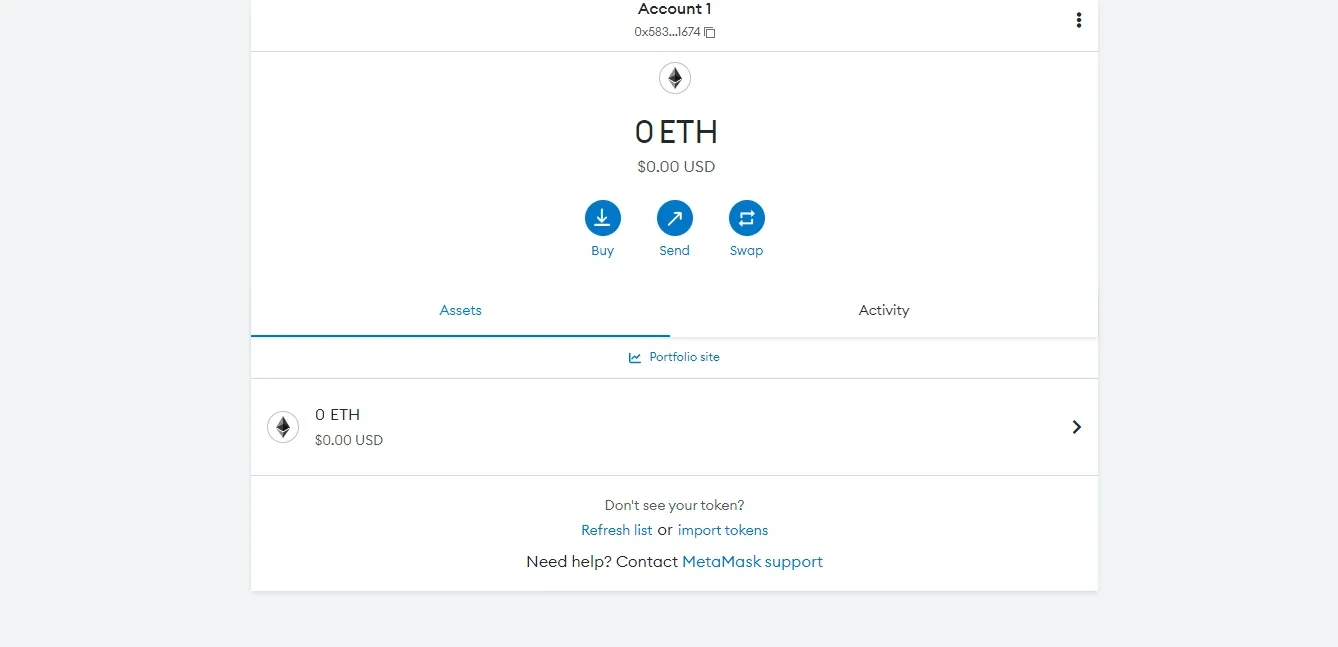 Account 1
0x583...1674
0 ETH
$0.00 USD
Buy Send Swap
Assets Activity
Portfolio site
0 ETH
$0.00 USD
Don't see your token?
Refresh list or import tokens
Need help? Contact MetaMask support